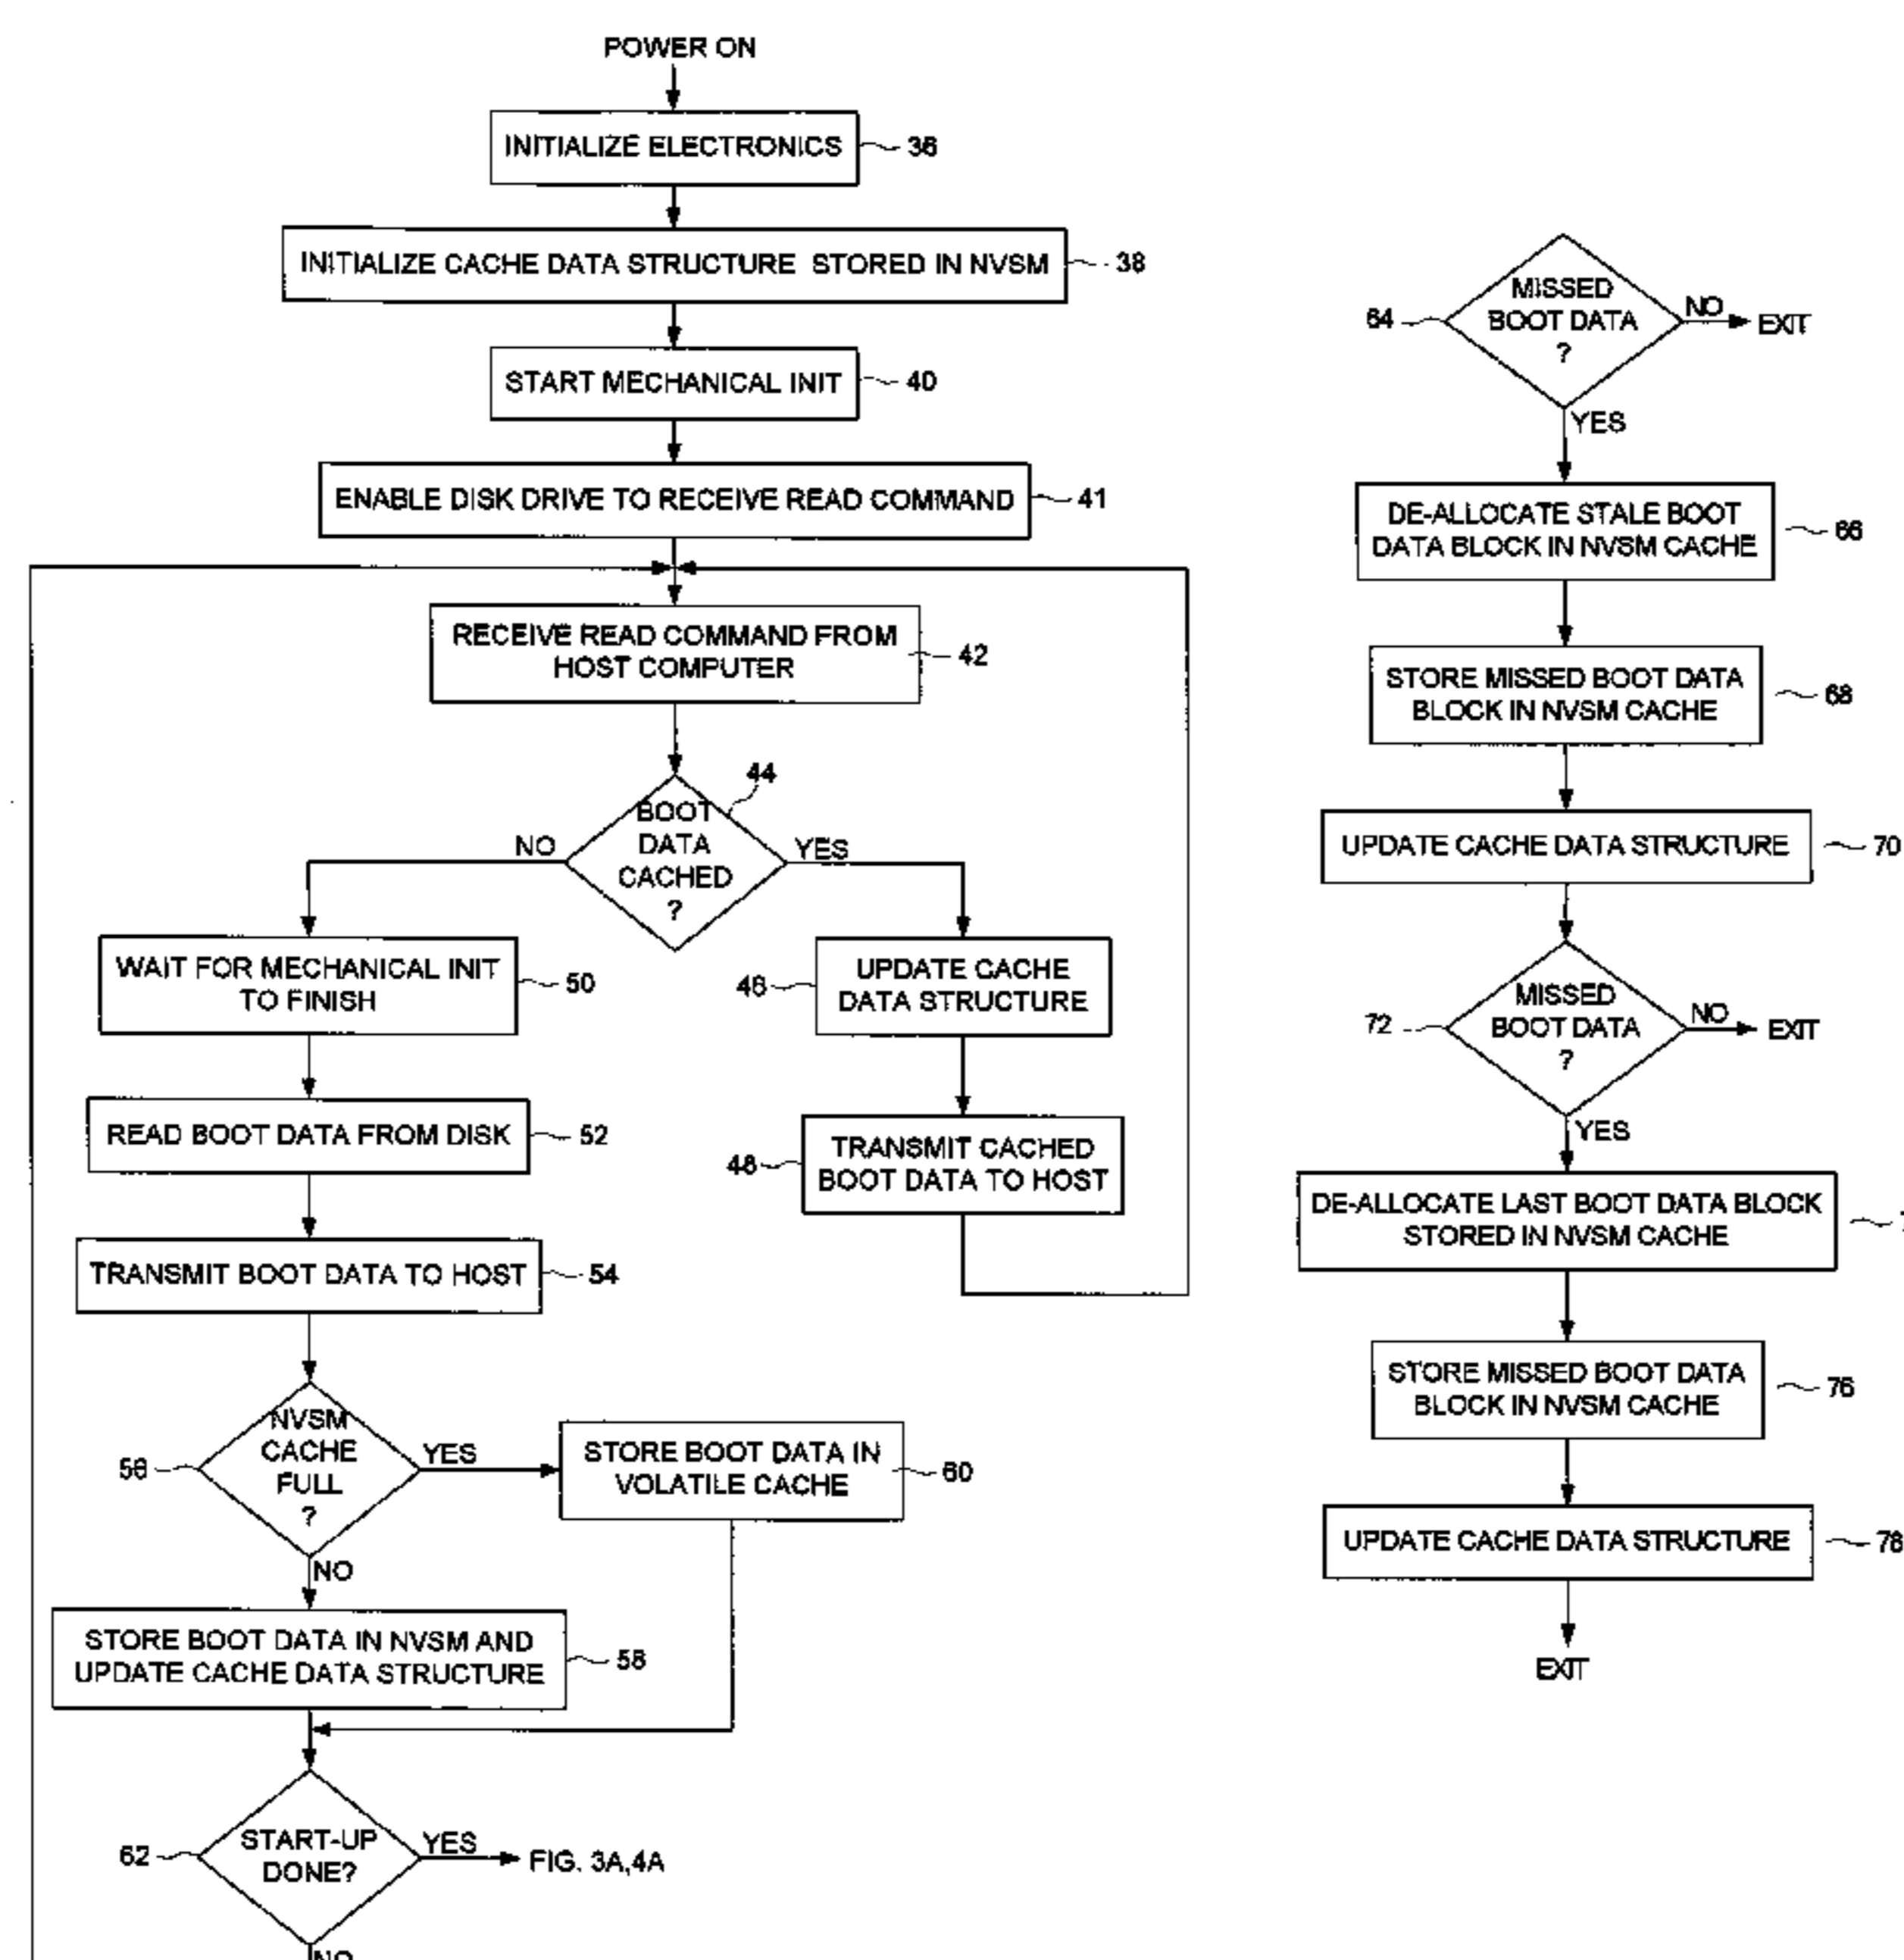 POWER ON
INITIALIZE ELECTRONICS
36
INITIALIZE CACHE DATA STRUCTURE STORED IN NVSM
38
START MECHANICAL INIT
40
ENABLE DISK DRIVE TO RECEIVE READ COMMAND
41
RECEIVE READ COMMAND FROM
HOST COMPUTER
42
44
BOOT
DATA
CACHED
?
NO
YES
WAIT FOR MECHANICAL INIT
TO FINISH
50
UPDATE CACHE
DATA STRUCTURE
46
READ BOOT DATA FROM DISK
52
TRANSMIT CACHED
BOOT DATA TO HOST
48
TRANSMIT BOOT DATA TO HOST
54
NVSM
CACHE
FULL
?
56
YES
STORE BOOT DATA IN
VOLATILE CACHE
60
NO
STORE BOOT DATA IN NVSM AND
UPDATE CACHE DATA STRUCTURE
58
START-UP
DONE?
62
YES
FIG. 3A,4A
NO
MISSED
BOOT DATA
?
64
NO
EXIT
YES
DE-ALLOCATE STALE BOOT
DATA BLOCK IN NVSM CACHE
66
STORE MISSED BOOT DATA
BLOCK IN NVSM CACHE
68
UPDATE CACHE DATA STRUCTURE
70
MISSED
BOOT DATA
?
72
NO
EXIT
YES
DE-ALLOCATE LAST BOOT DATA BLOCK
STORED IN NVSM CACHE
STORE MISSED BOOT DATA
BLOCK IN NVSM CACHE
76
UPDATE CACHE DATA STRUCTURE
78
EXIT